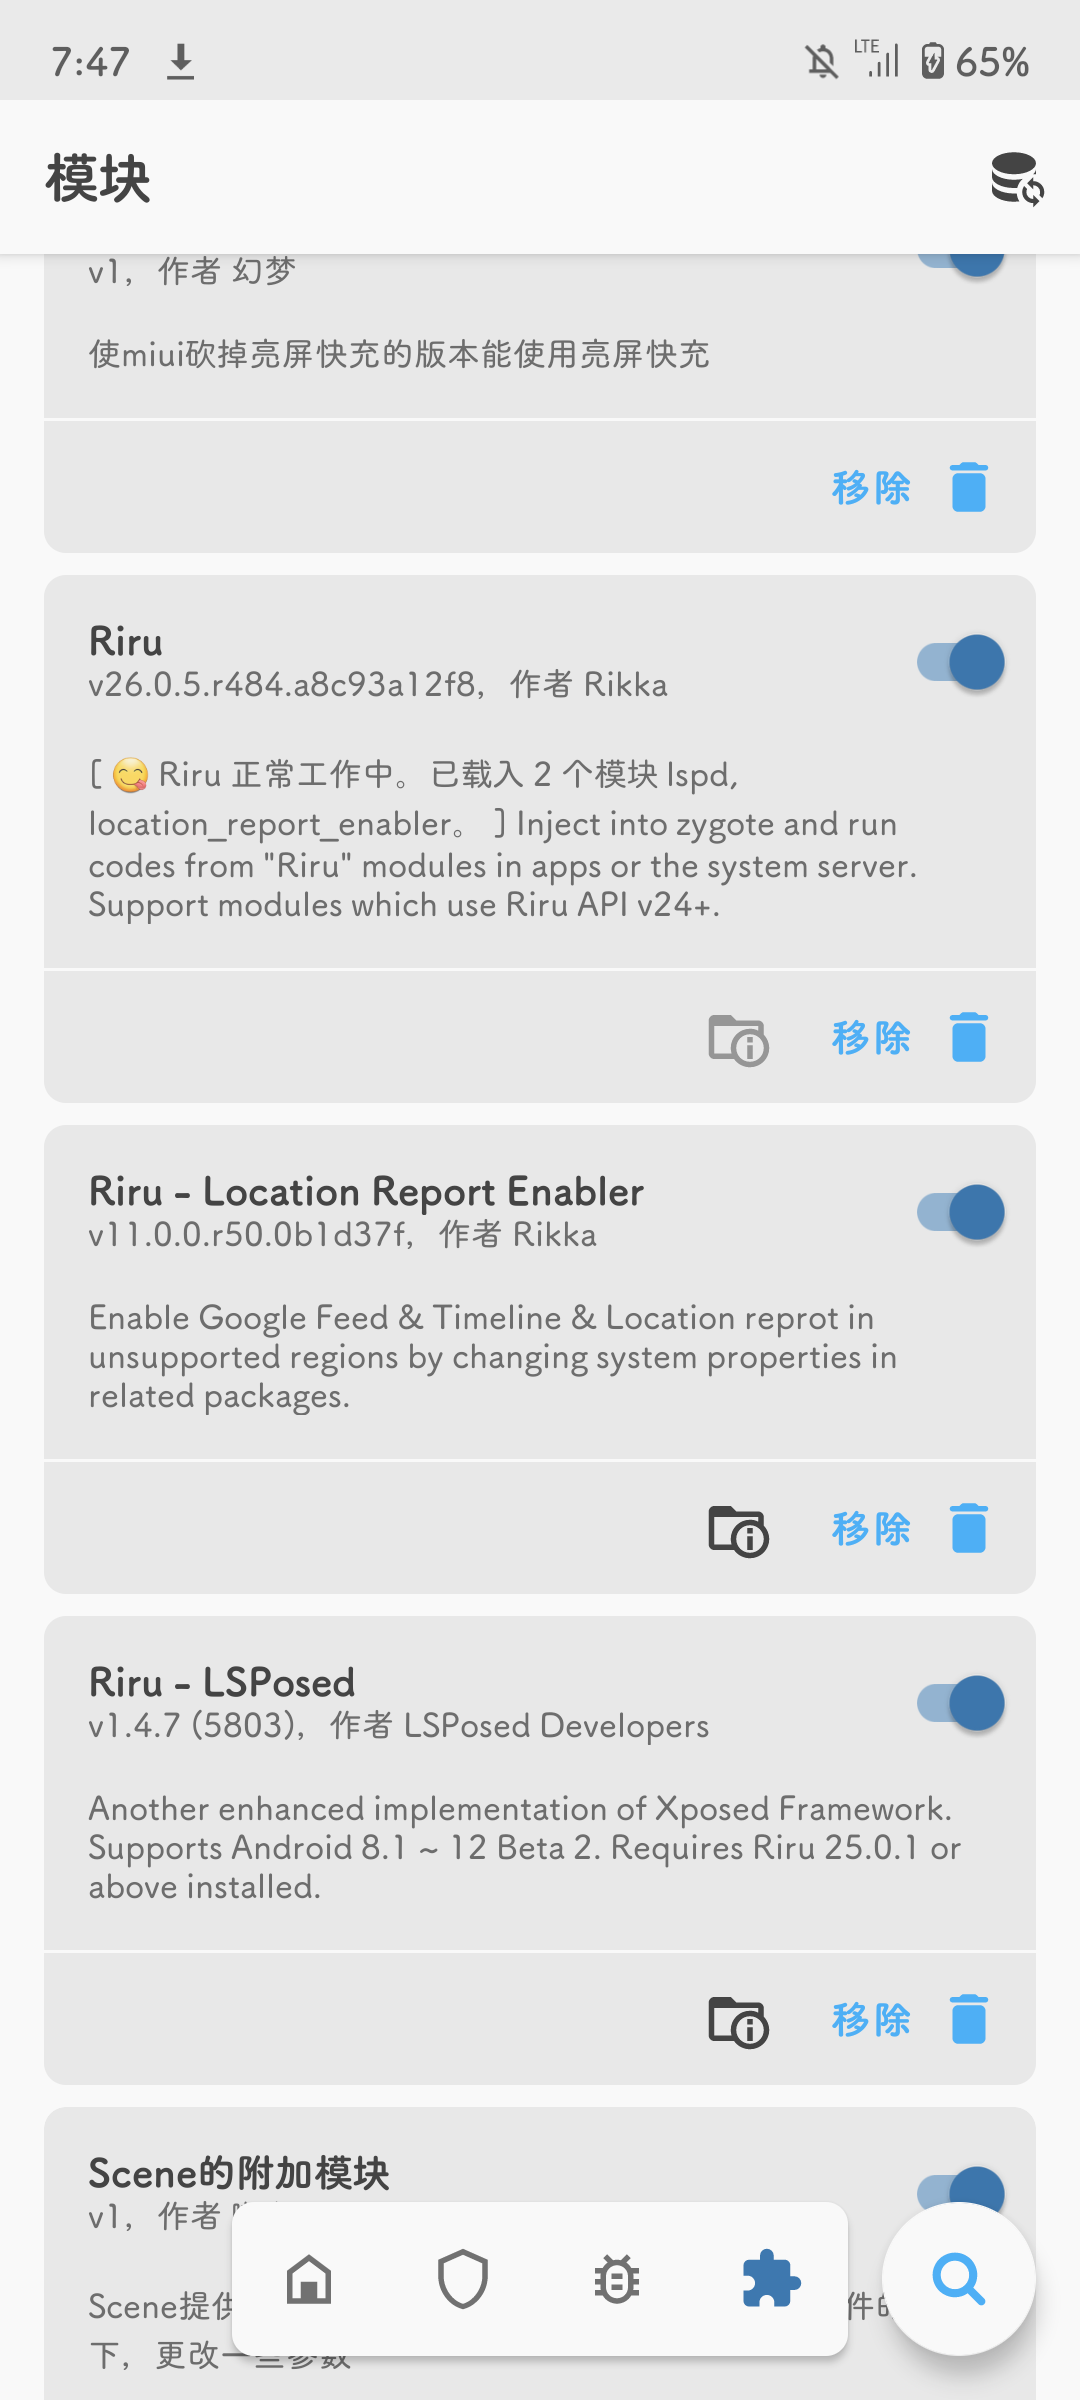 7:47
LTE
65%
模块
v1，作者 幻梦
使miui砍掉亮屏快充的版本能使用亮屏快充
移除
Riru
v26.0.5.r484.a8c93a12f8，作者 Rikka
[ 😋 Riru 正常工作中。已载入 2 个模块 lspd,
location_report_enabler。 ] Inject into zygote and run
codes from "Riru" modules in apps or the system server.
Support modules which use Riru API v24+.
移除
Riru - Location Report Enabler
v11.0.0.r50.0b1d37f，作者 Rikka
Enable Google Feed & Timeline & Location reprot in
unsupported regions by changing system properties in
related packages.
移除
Riru - LSPosed
v1.4.7 (5803)，作者 LSPosed Developers
Another enhanced implementation of Xposed Framework.
Supports Android 8.1 ~ 12 Beta 2. Requires Riru 25.0.1 or
above installed.
移除
Scene的附加模块
v1，作者
Scene提供 件
下，更改一些参数